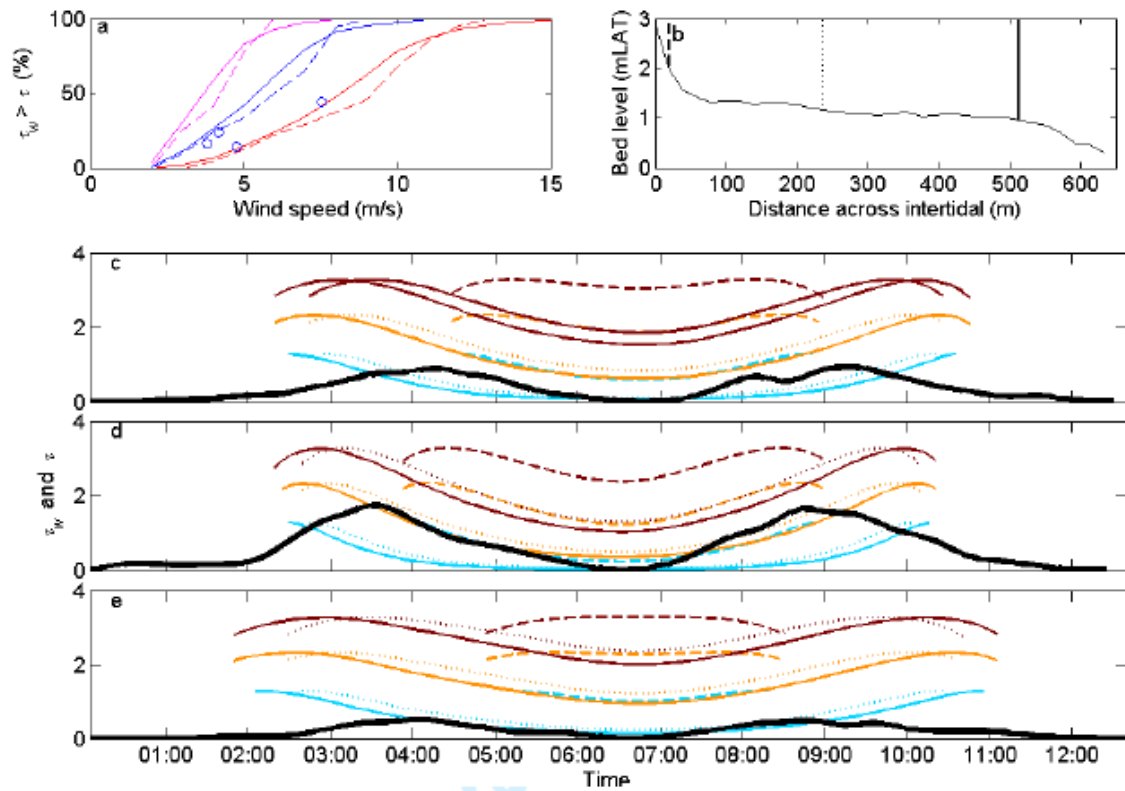 a
τw > τ (%)
100
50
0
0 5 10 15
Wind speed (m/s)
b
Bed level (mLAT)
3
2
1
0
0 100 200 300 400 500 600
Distance across intertidal (m)
c
4
2
0
d
4
2
0
τw and τ
e
4
2
0
01:00 02:00 03:00 04:00 05:00 06:00 07:00 08:00 09:00 10:00 11:00 12:00
Time